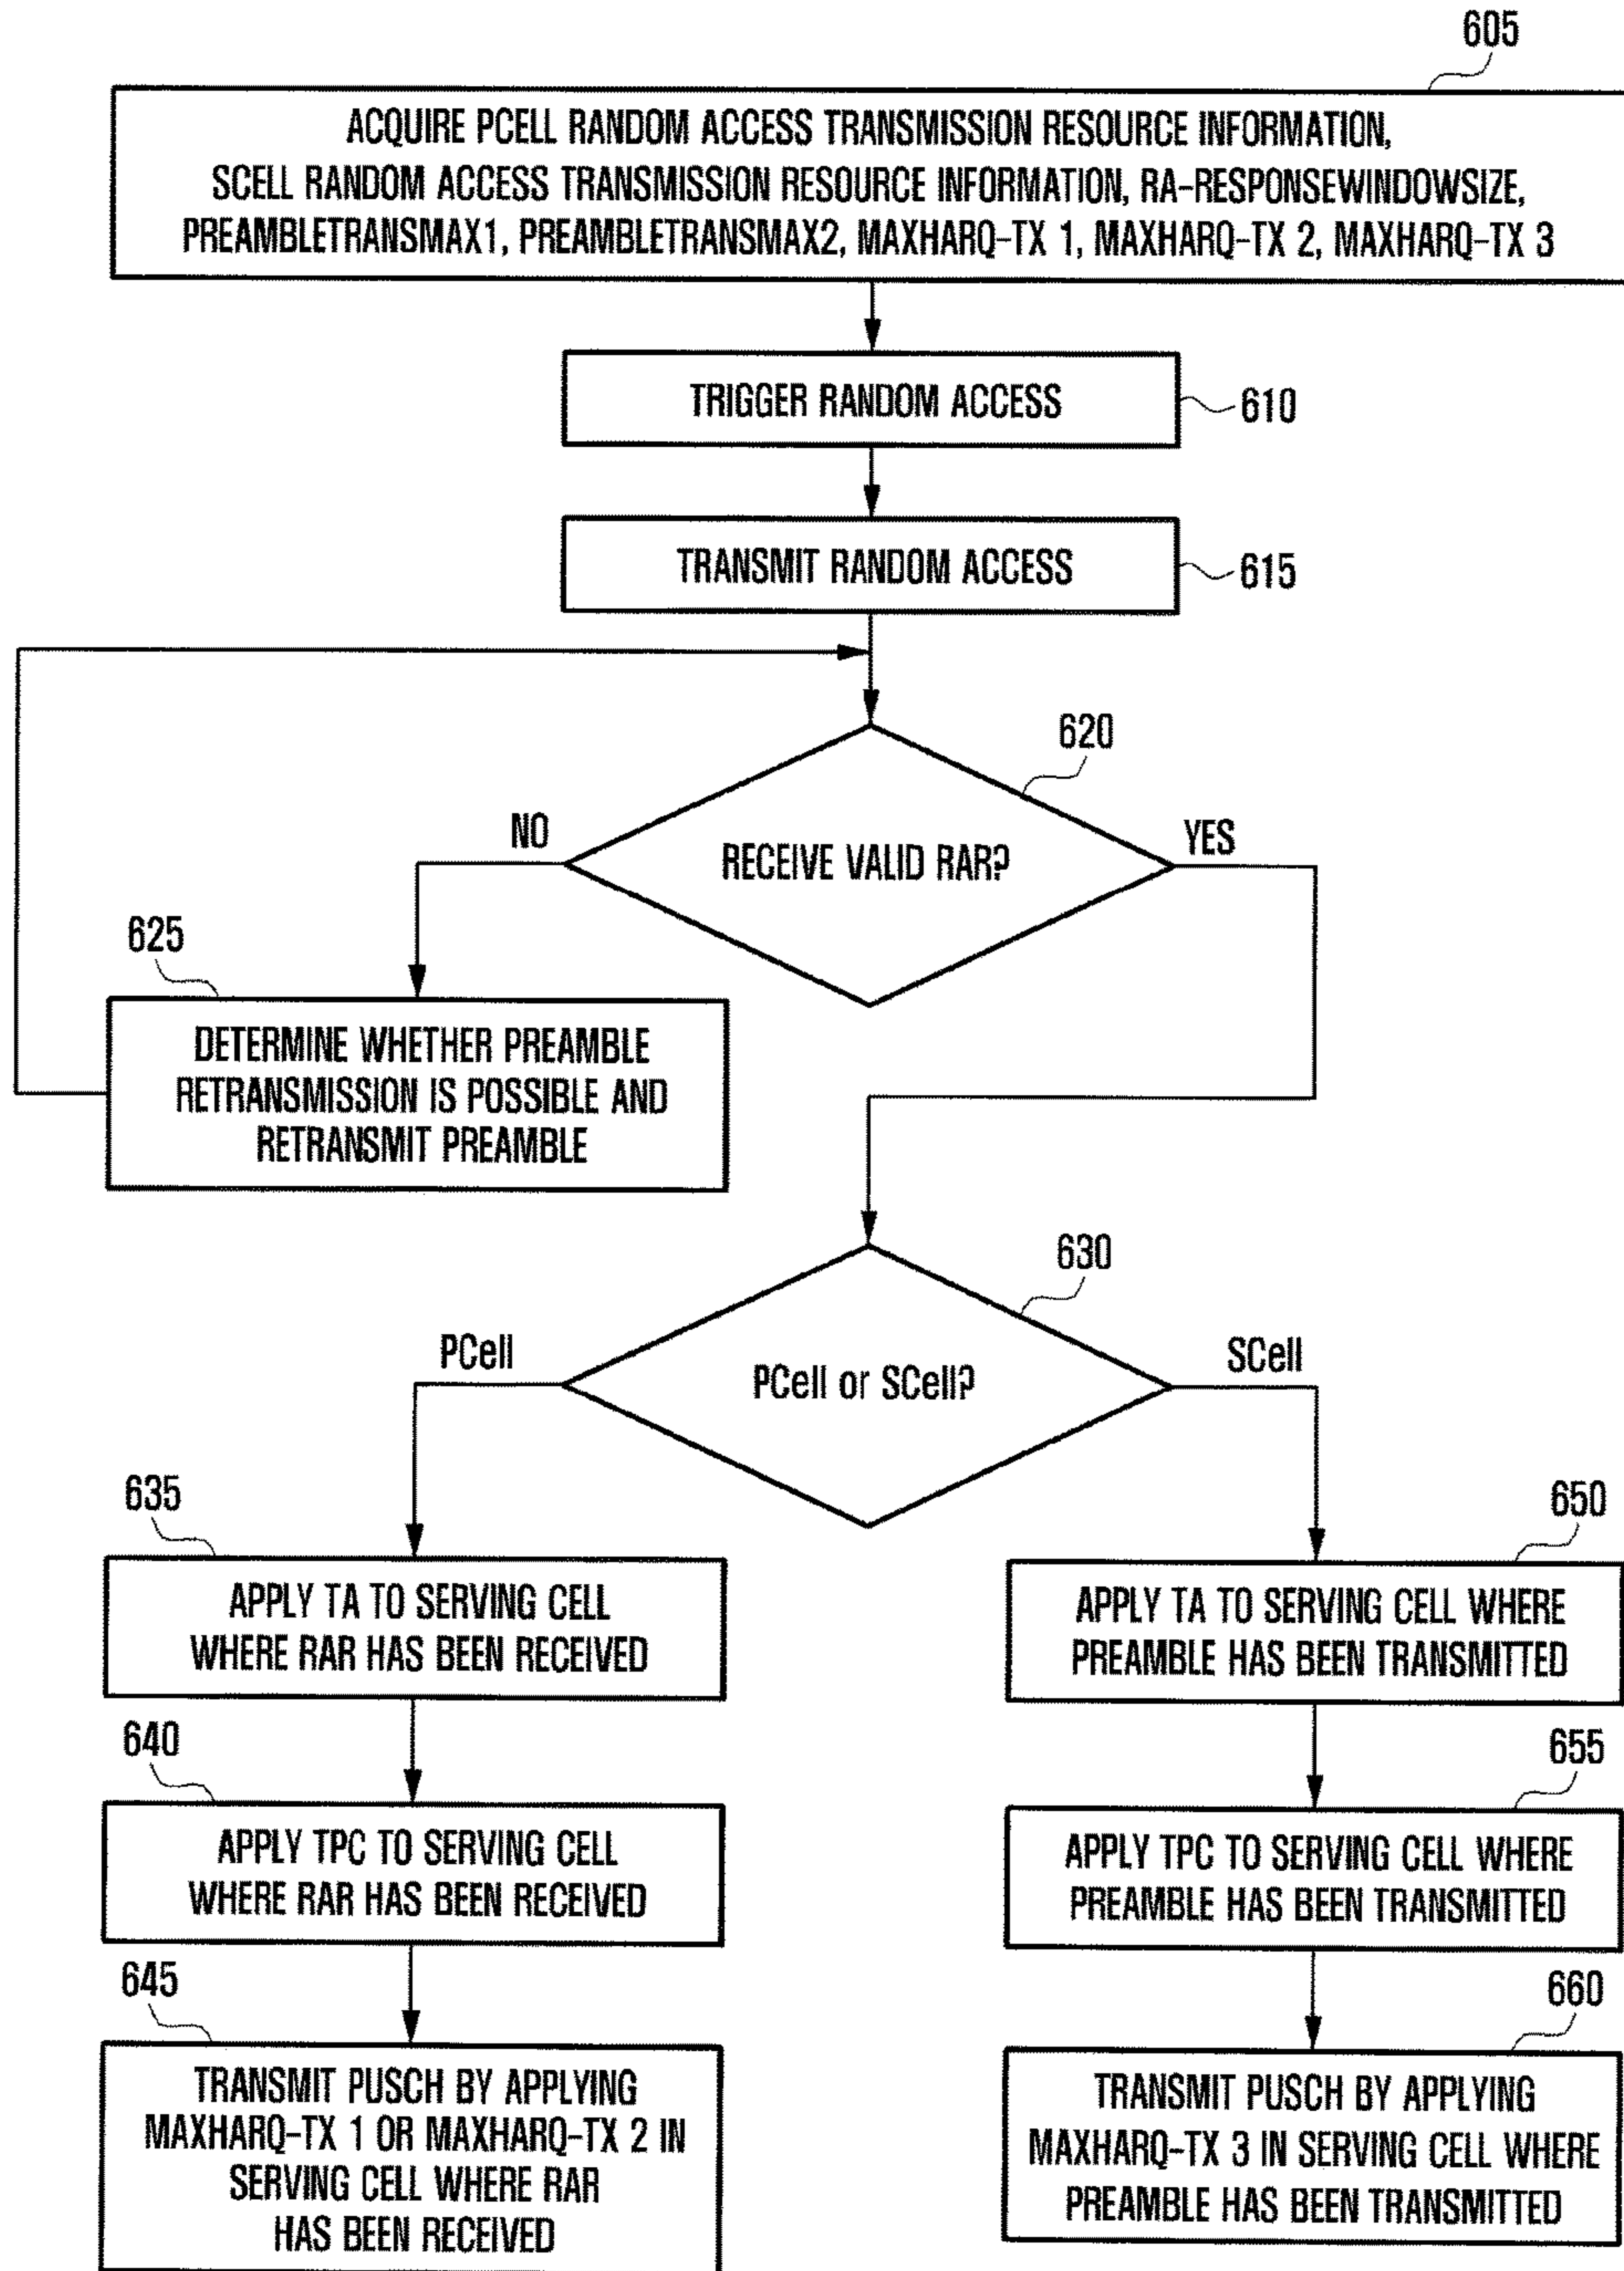 605
ACQUIRE PCELL RANDOM ACCESS TRANSMISSION RESOURCE INFORMATION,
SCELL RANDOM ACCESS TRANSMISSION RESOURCE INFORMATION, RA-RESPONSEWINDOWSIZE,
PREAMBLETRANSMAX1, PREAMBLETRANSMAX2, MAXHARQ-TX 1, MAXHARQ-TX 2, MAXHARQ-TX 3
TRIGGER RANDOM ACCESS
610
TRANSMIT RANDOM ACCESS
615
620
NO
RECEIVE VALID RAR?
YES
625
DETERMINE WHETHER PREAMBLE
RETRANSMISSION IS POSSIBLE AND
RETRANSMIT PREAMBLE
630
PCell
PCell or SCell?
SCell
635
APPLY TA TO SERVING CELL
WHERE RAR HAS BEEN RECEIVED
640
APPLY TPC TO SERVING CELL
WHERE RAR HAS BEEN RECEIVED
645
TRANSMIT PUSCH BY APPLYING
MAXHARQ-TX 1 OR MAXHARQ-TX 2 IN
SERVING CELL WHERE RAR
HAS BEEN RECEIVED
650
APPLY TA TO SERVING CELL WHERE
PREAMBLE HAS BEEN TRANSMITTED
655
APPLY TPC TO SERVING CELL WHERE
PREAMBLE HAS BEEN TRANSMITTED
660
TRANSMIT PUSCH BY APPLYING
MAXHARQ-TX 3 IN SERVING CELL WHERE
PREAMBLE HAS BEEN TRANSMITTED